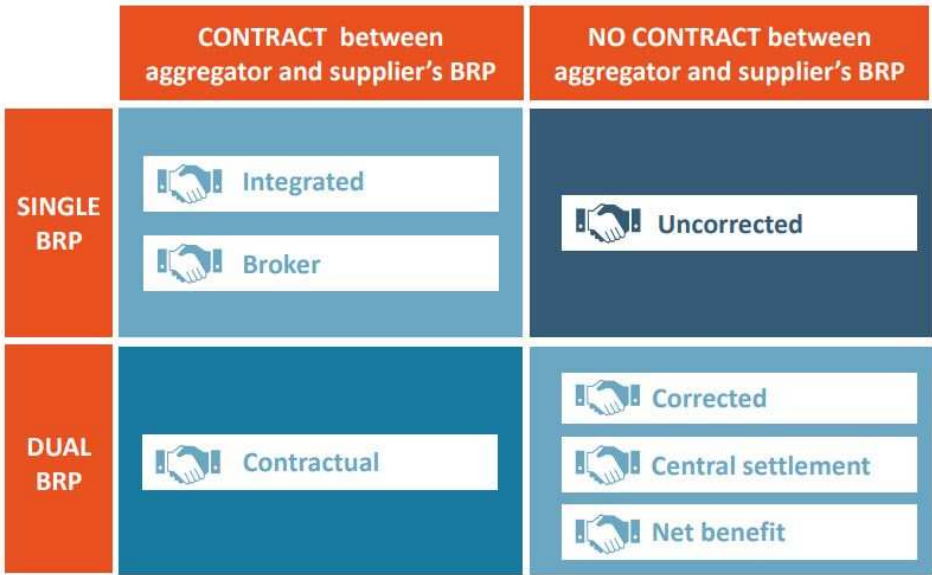 CONTRACT between
aggregator and supplier's BRP
NO CONTRACT between
aggregator and supplier's BRP
SINGLE
BRP
Integrated
Broker
Uncorrected
DUAL
BRP
Contractual
Corrected
Central settlement
Net benefit